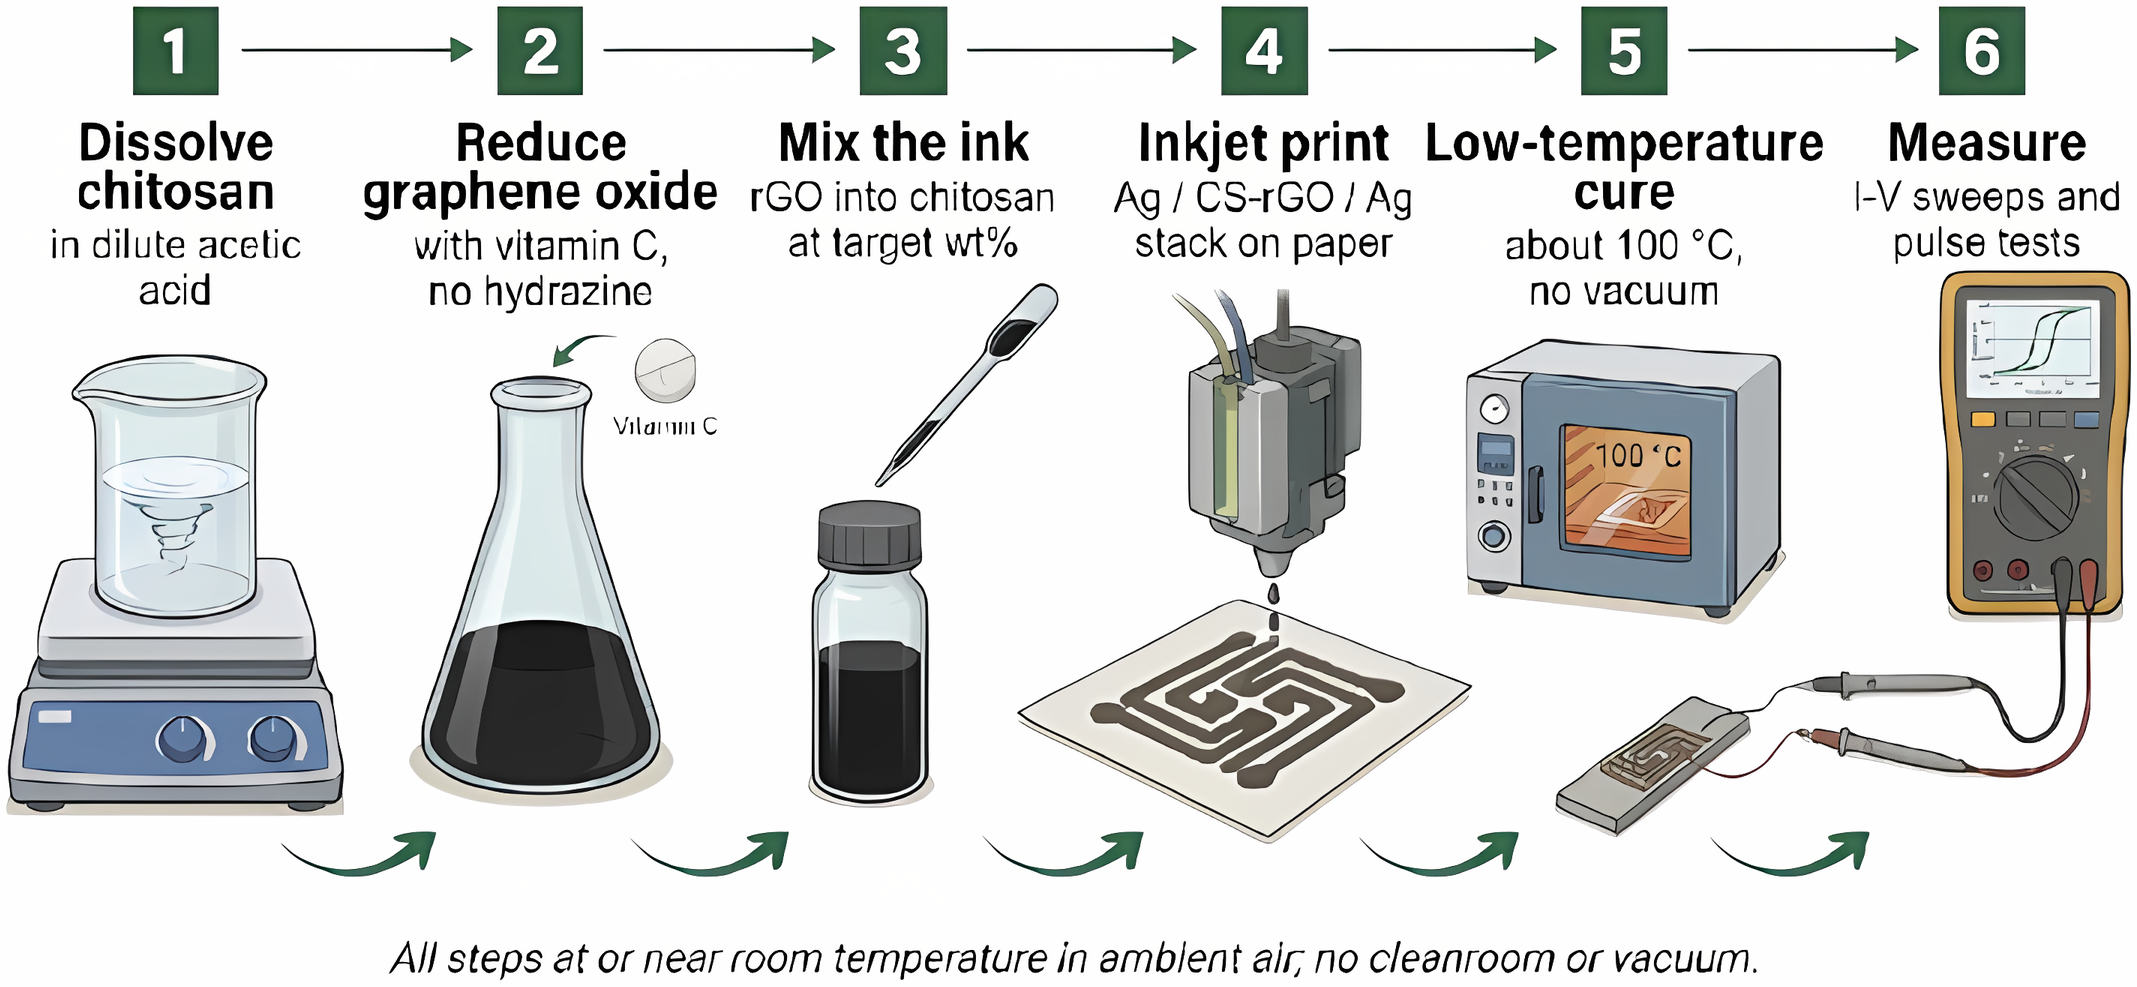 1
2
3
4
5
6
Dissolve
chitosan
in dilute acetic
acid
Reduce
graphene oxide
with vitamin C,
no hydrazine
Vitamin C
Mix the ink
rGO into chitosan
at target wt%
Inkjet print
Ag / CS-rGO / Ag
stack on paper
Low-temperature
cure
about 100 °C,
no vacuum
100 °C
Measure
I-V sweeps and
pulse tests
All steps at or near room temperature in ambient air, no cleanroom or vacuum.